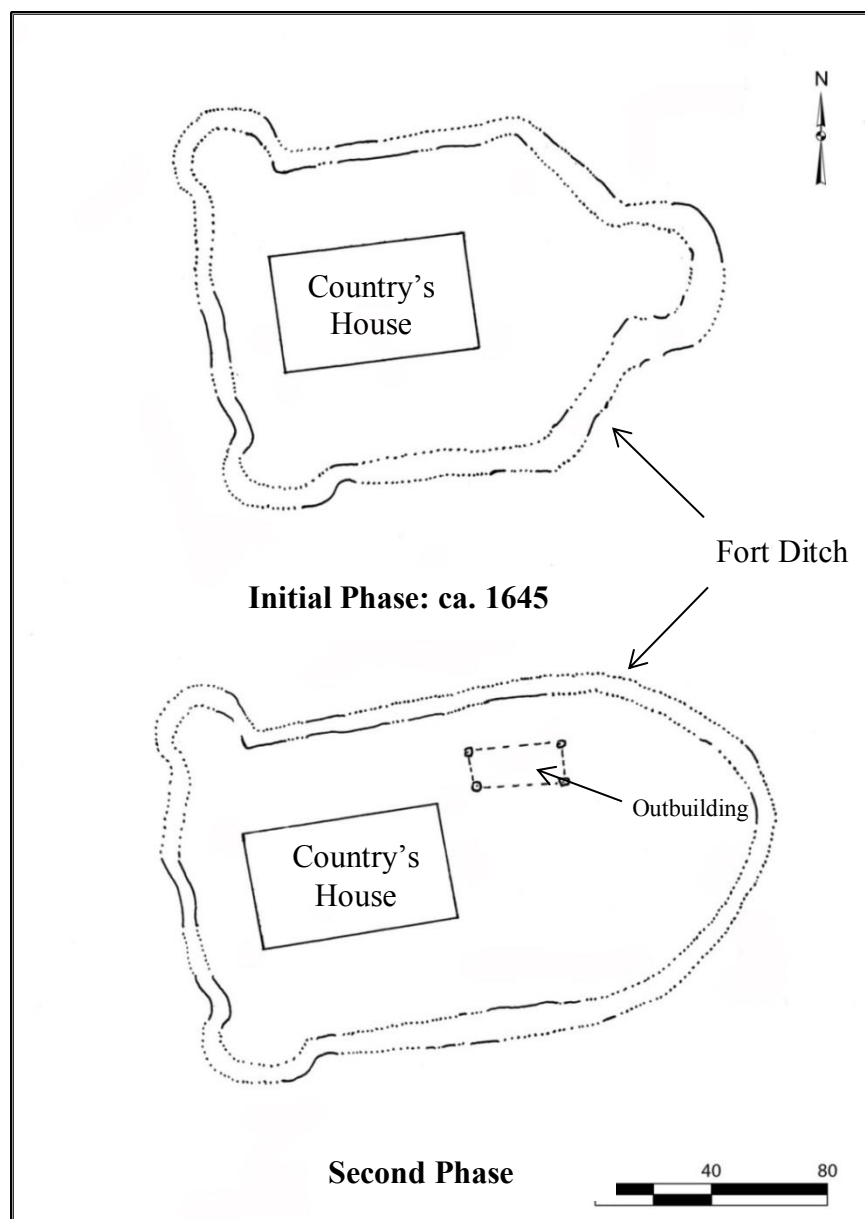 N
Country's
House
Fort Ditch
Initial Phase: ca. 1645
Outbuilding
Country's
House
Second Phase
40
80